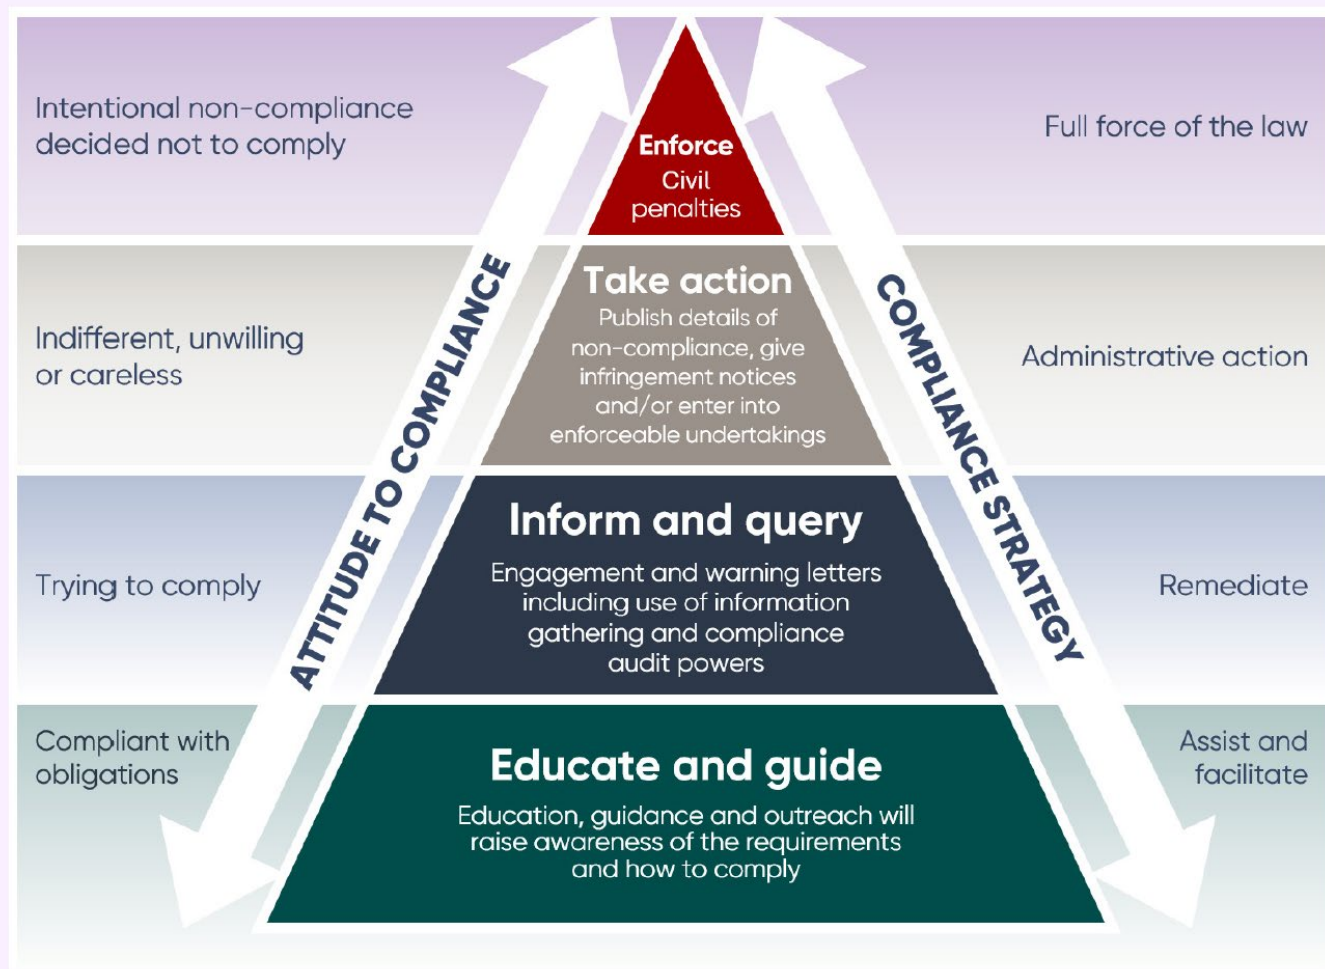 Intentional non-compliance
decided not to comply
Enforce
Civil
penalties
Full force of the law
Indifferent, unwilling
or careless
Take action
Publish details of
non-compliance, give
infringement notices
and/or enter into
enforceable undertakings
Administrative action
ATTITUDE TO COMPLIANCE
COMPLIANCE STRATEGY
Trying to comply
Inform and query
Engagement and warning letters
including use of information
gathering and compliance
audit powers
Remediate
Compliant with
obligations
Educate and guide
Education, guidance and outreach will
raise awareness of the requirements
and how to comply
Assist and
facilitate